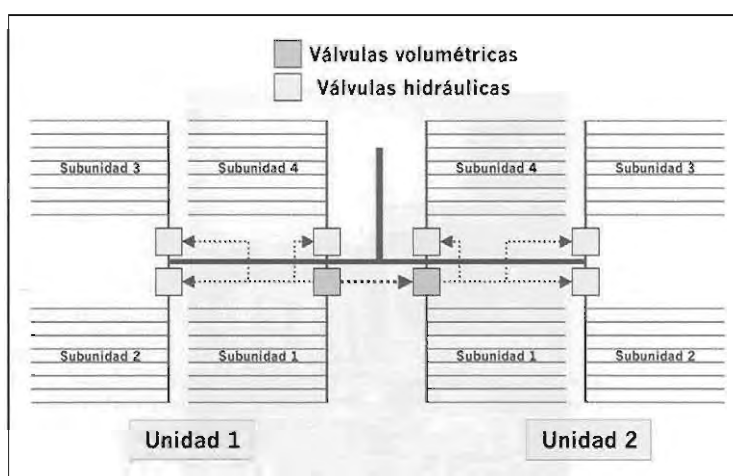 Válvulas volumétricas
Válvulas hidráulicas
Subunidad 3
Subunidad 4
Subunidad 4
Subunidad 3
Subunidad 2
Subunidad 1
Subunidad 1
Subunidad 2
Unidad 1
Unidad 2